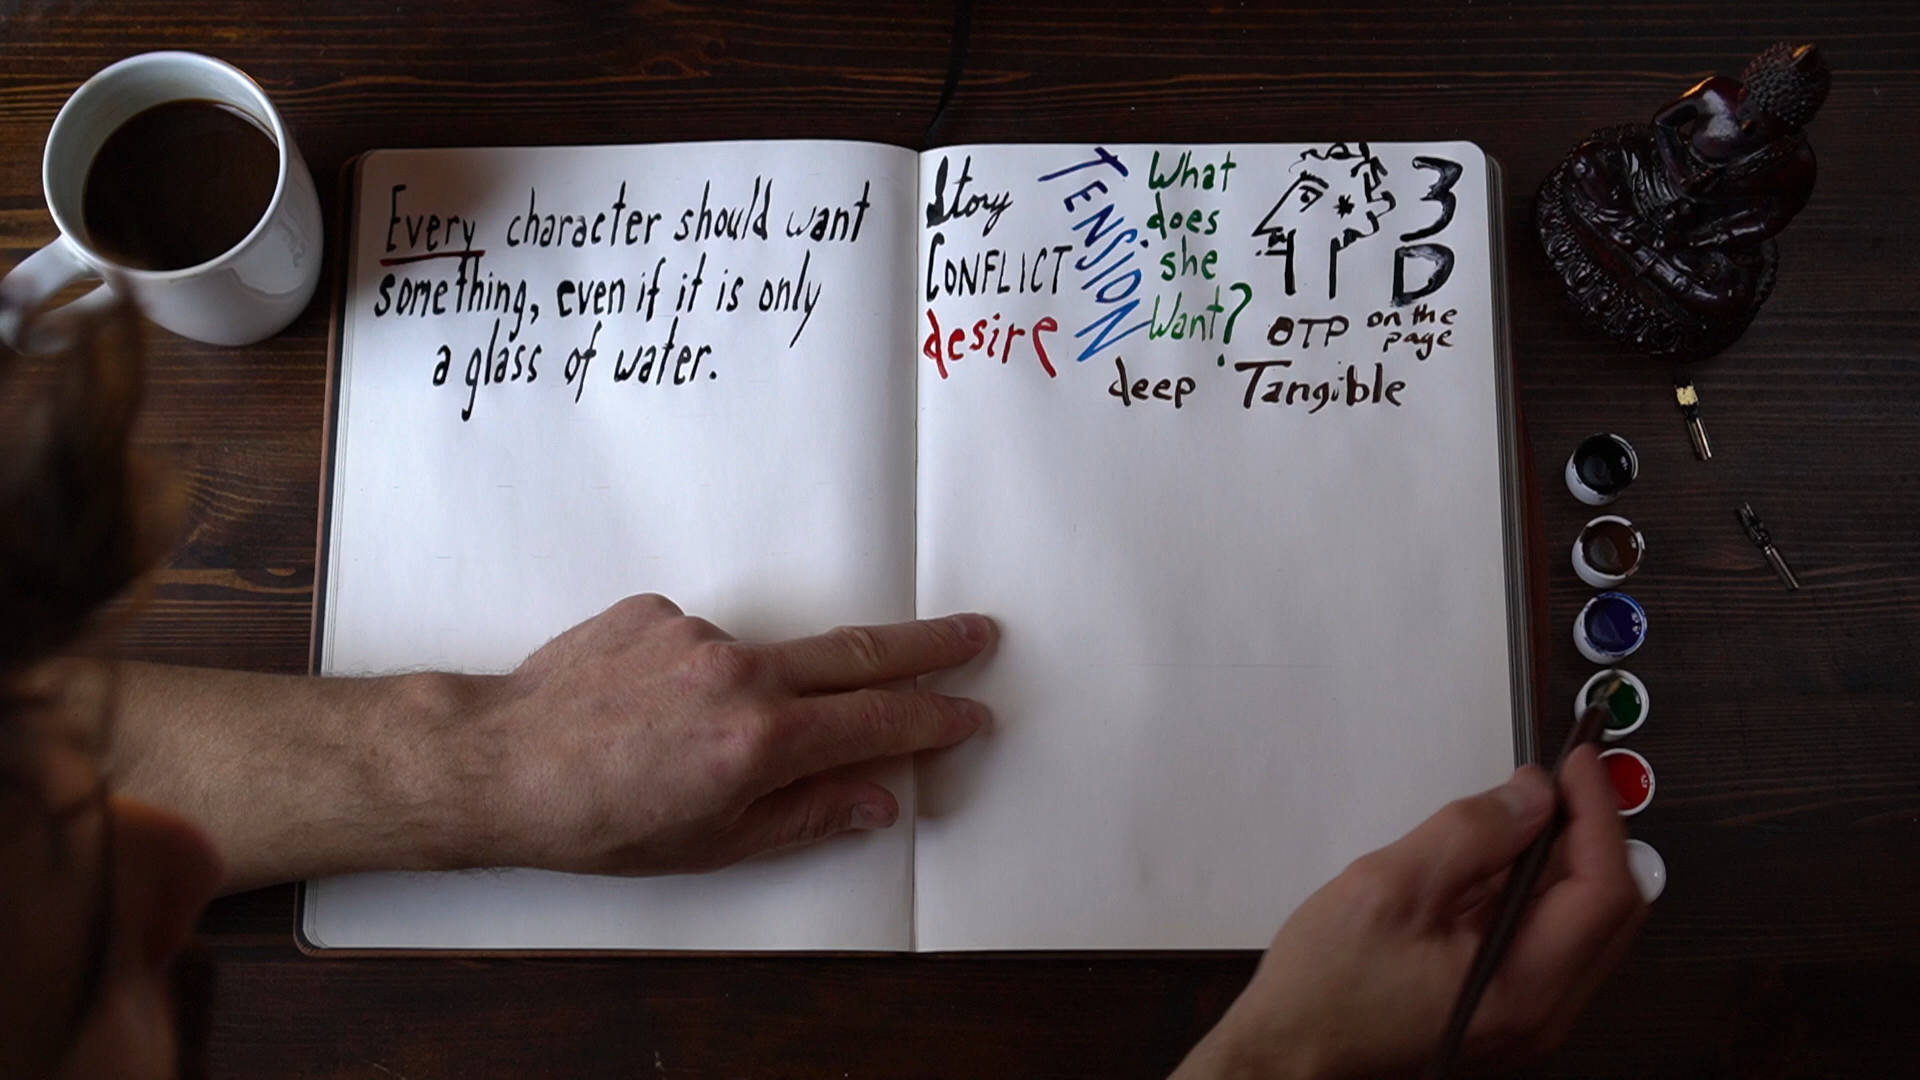 Every character should want
something, even if it is only
a glass of water.
Story
CONFLICT
desire
TENSION
What
does
she
Want?
3
D
OTP
on the
page
deep
Tangible